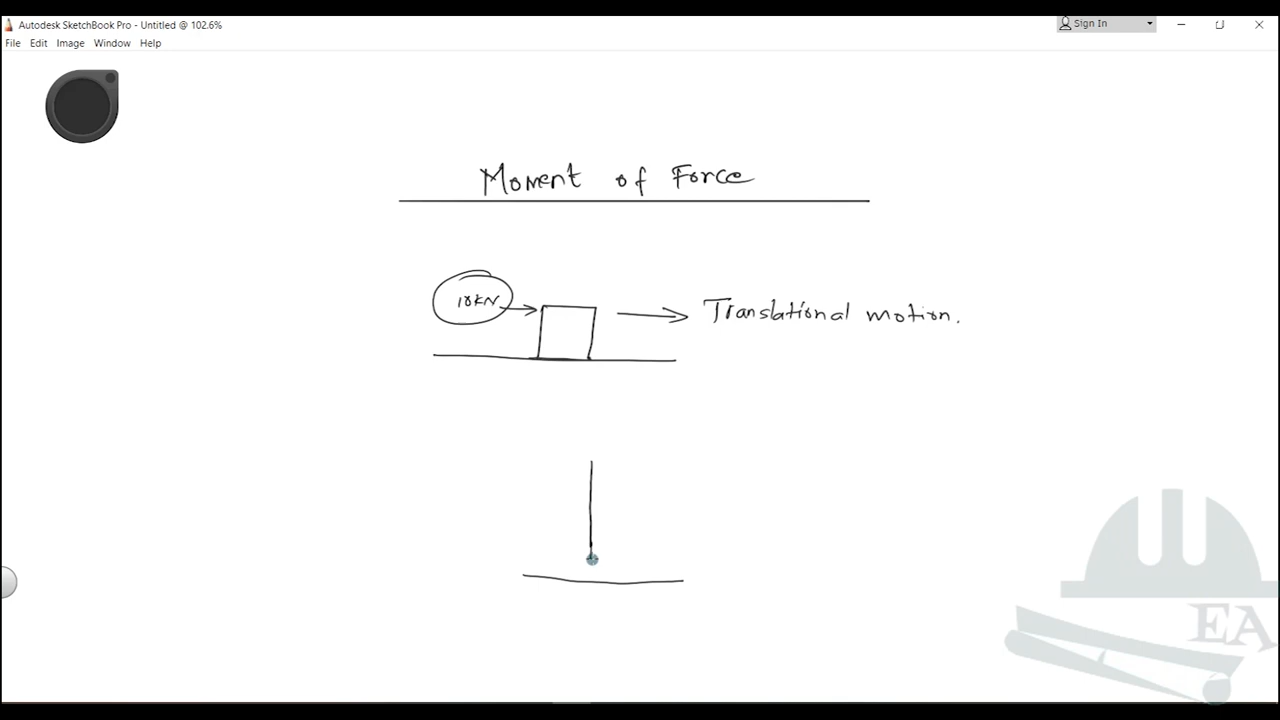 Autodesk SketchBook Pro - Untitled @ 102.6%
Sign In
File Edit Image Window Help
Moment of Force
10KN
Translational motion.
EA